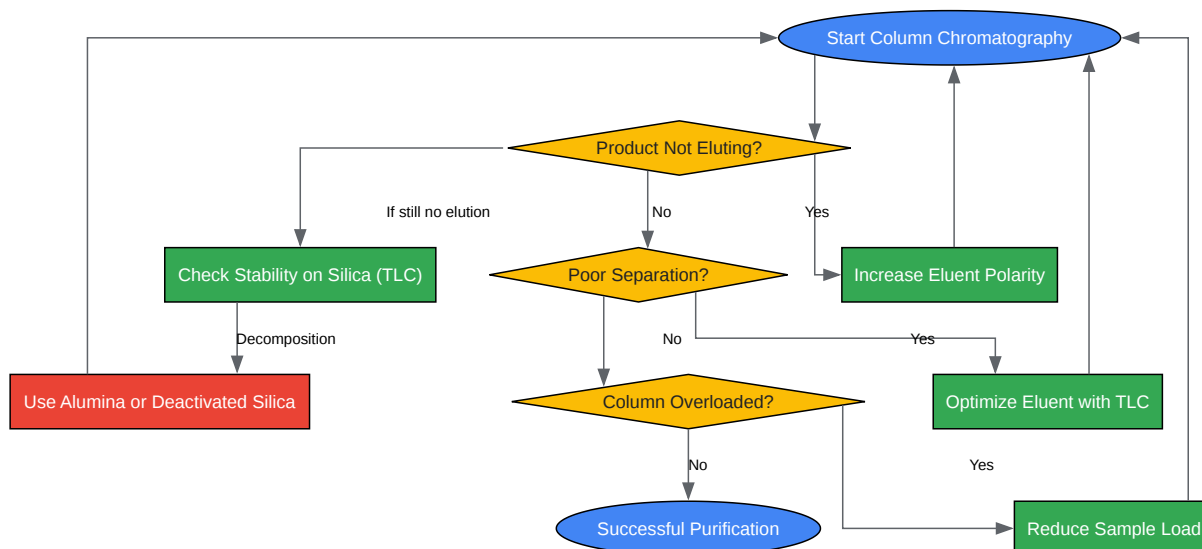 Start Column Chromatography
Product Not Eluting?
If still no elution
No
Yes
Check Stability on Silica (TLC)
Poor Separation?
Increase Eluent Polarity
Decomposition
No
Yes
Use Alumina or Deactivated Silica
Column Overloaded?
Optimize Eluent with TLC
No
Yes
Successful Purification
Reduce Sample Load